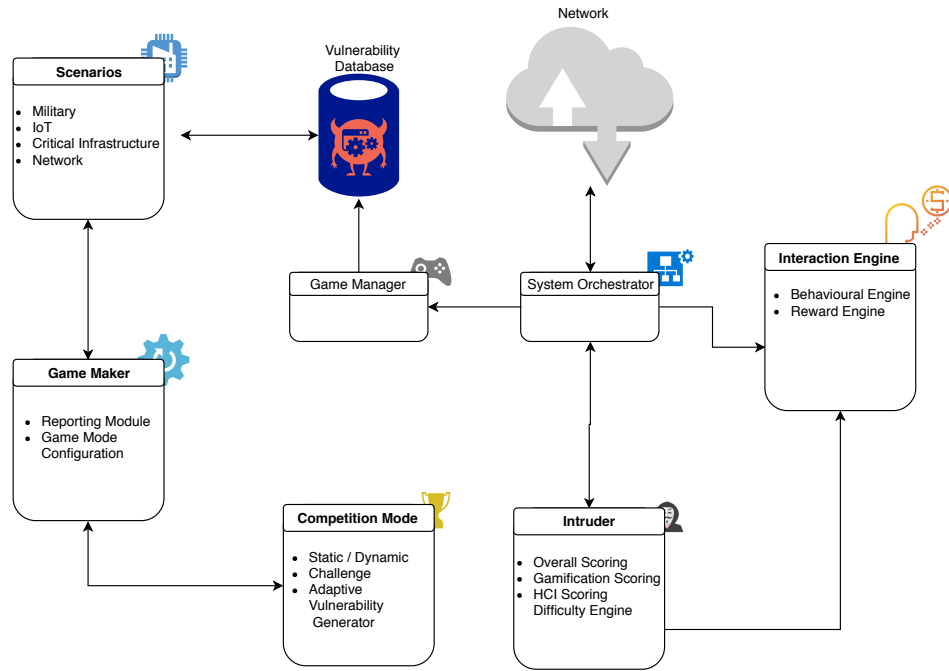 Network
Vulnerability
Database
Scenarios
Military
IoT
Critical Infrastructure
Network
Game Manager
System Orchestrator
Interaction Engine
Behavioural Engine
Reward Engine
Game Maker
Reporting Module
Game Mode
Configuration
Competition Mode
Static / Dynamic
Challenge
Adaptive
Vulnerability
Generator
Intruder
Overall Scoring
Gamification Scoring
HCI Scoring
Difficulty Engine